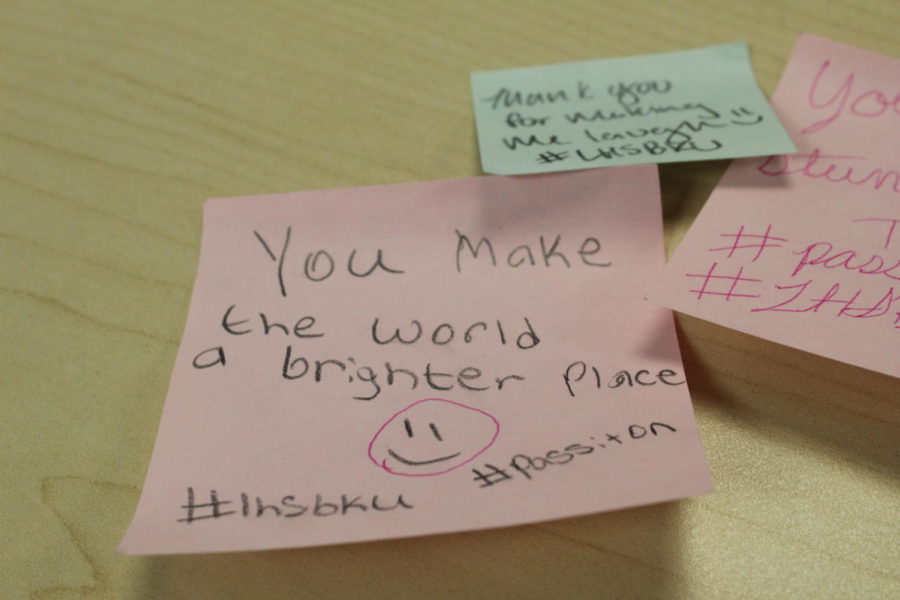 Thank you
for making
me laugh
#LHSBKU
You Make
the world
a brighter Place
#passiton
#lhsbku
#
#